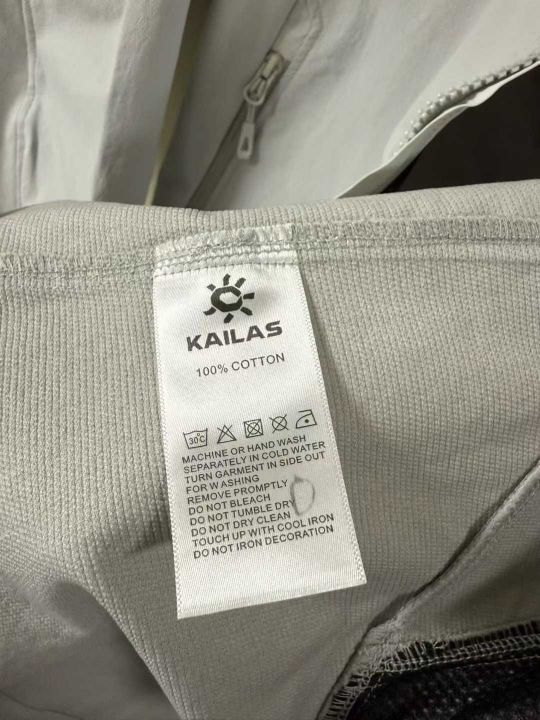 KAILAS
100% COTTON
30°C
MACHINE OR HAND WASH
SEPARATELY IN COLD WATER
TURN GARMENT IN SIDE OUT
FOR WASHING
REMOVE PROMPTLY
DO NOT BLEACH
DO NOT TUMBLE DRY
DO NOT DRY CLEAN
TOUCH UP WITH COOL IRON
DO NOT IRON DECORATION